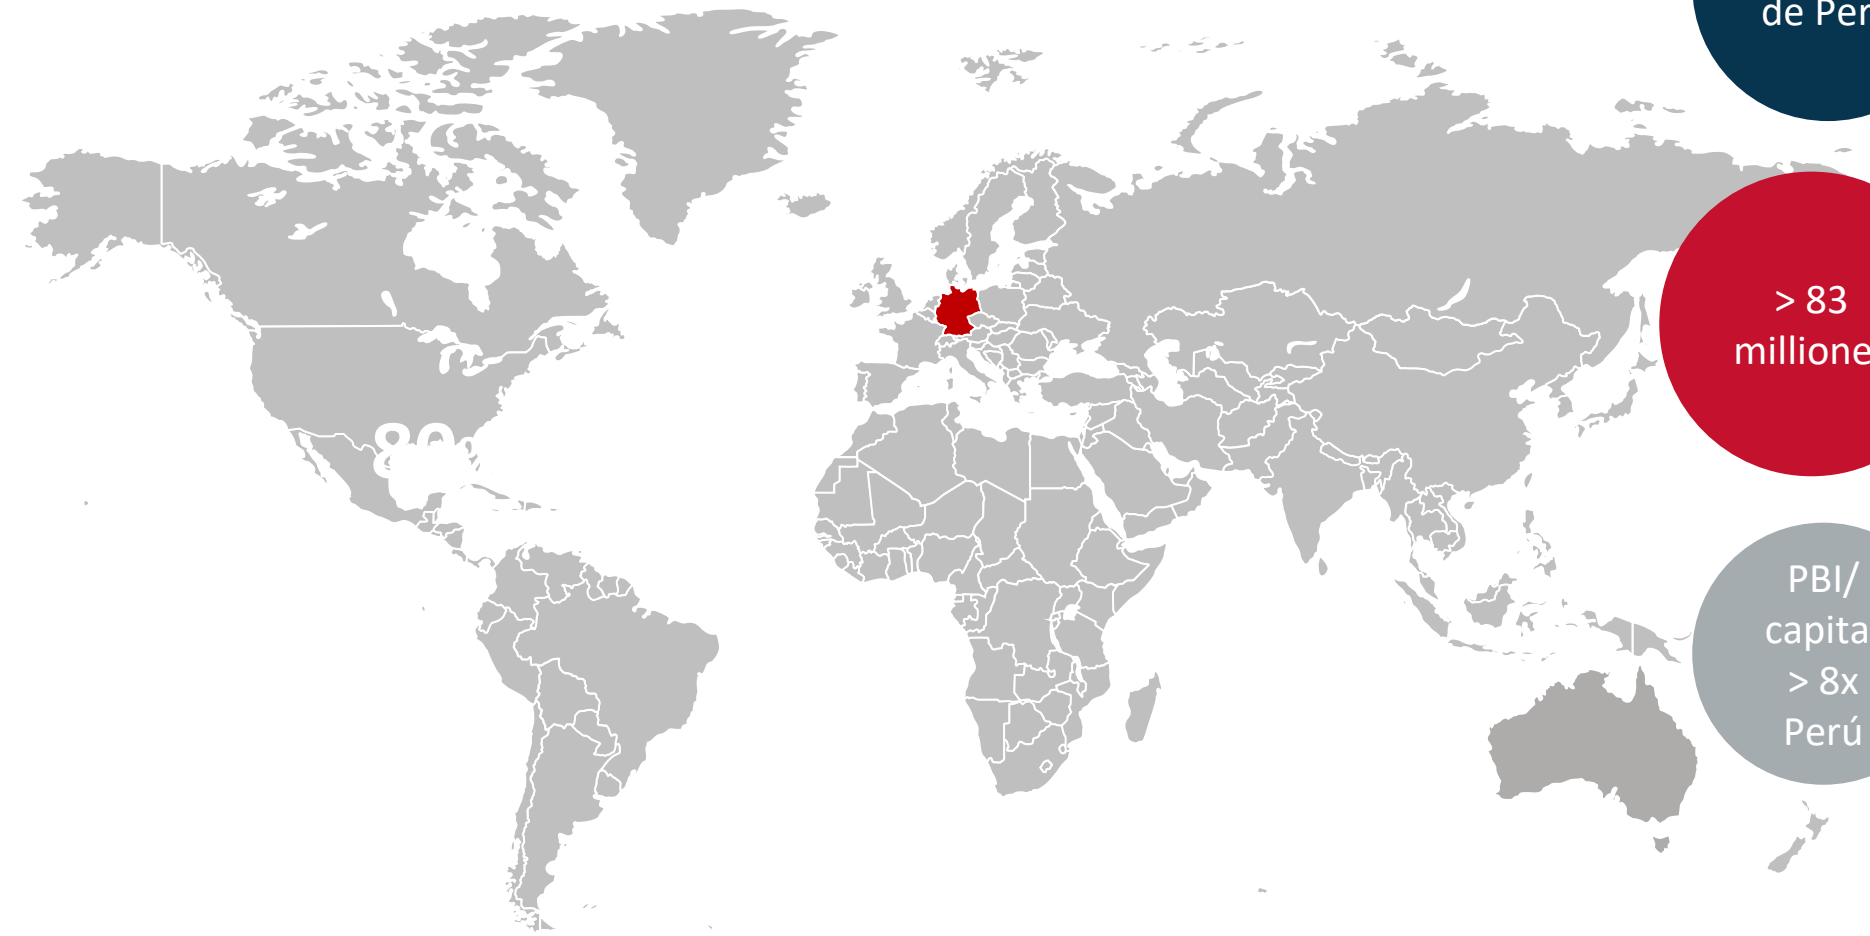 de Per
> 83
millione
PBI/
capita
> 8x
Perú